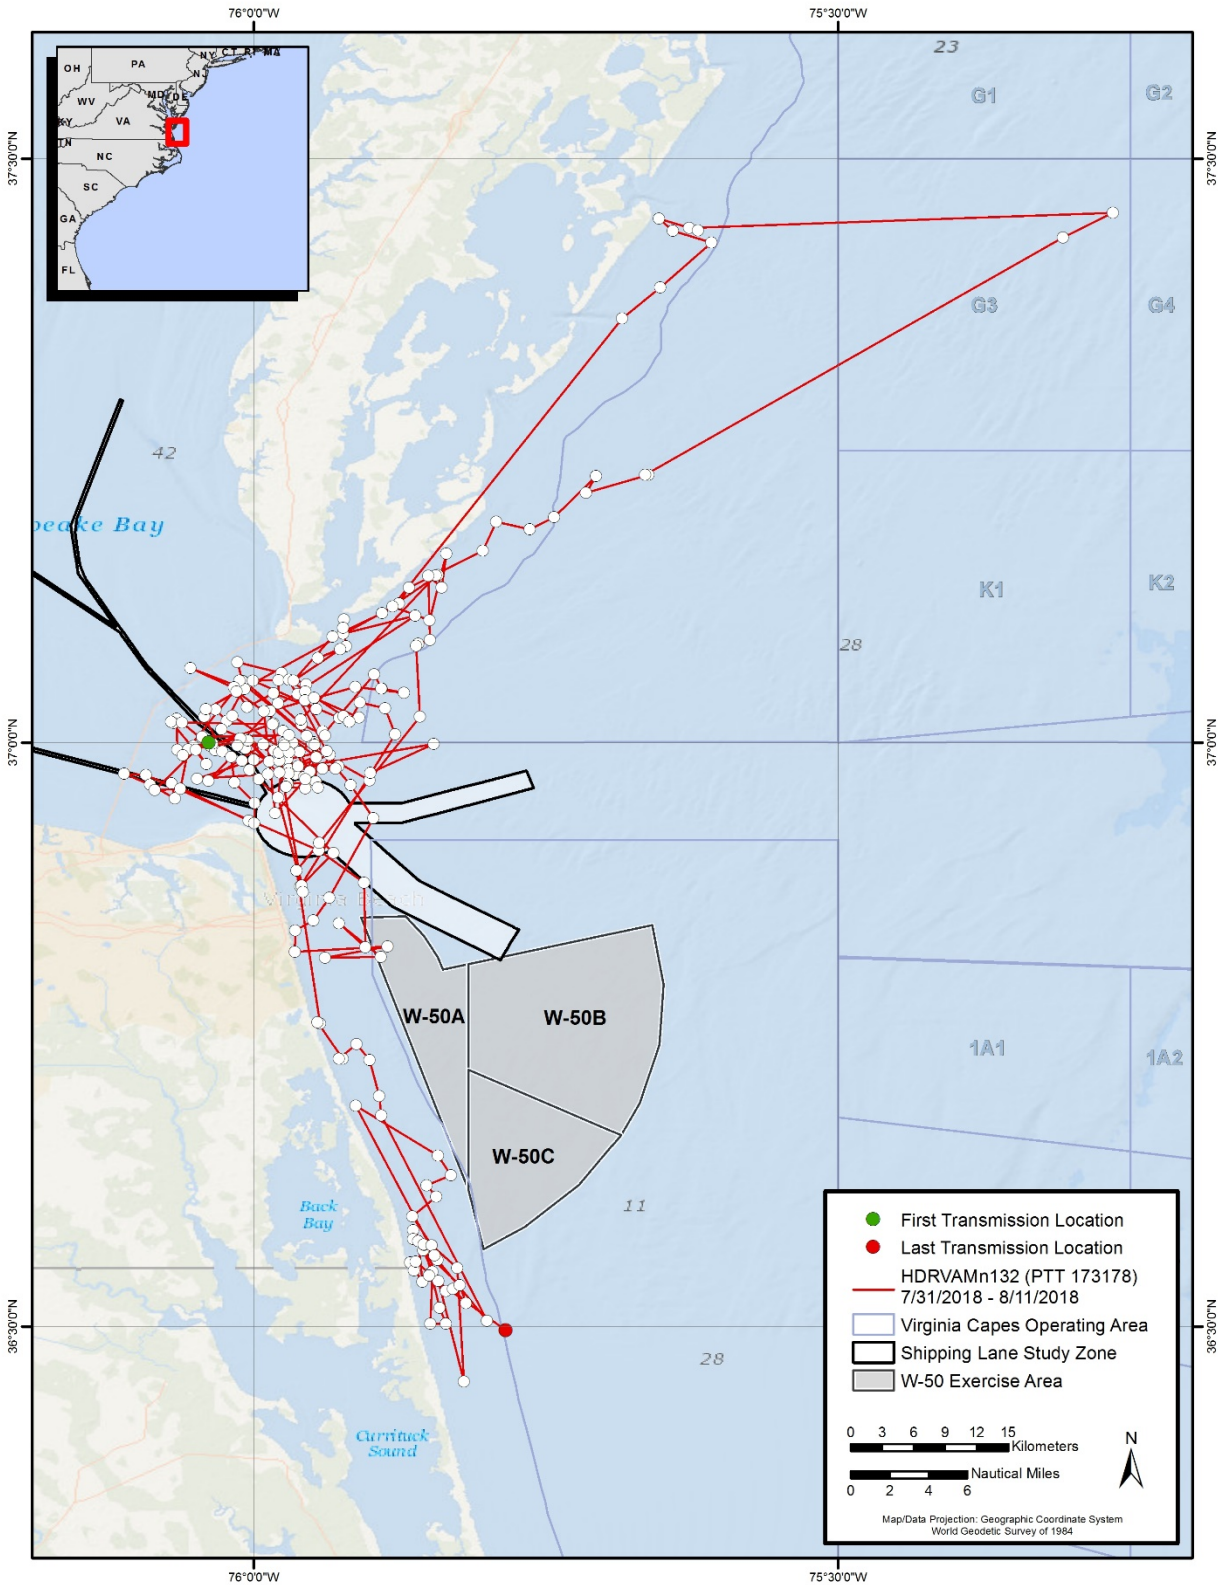 76°0'0"W
75°30'0"W
NY
CT
RI
MA
OH
PA
NJ
MD
DE
WV
VA
KY
TN
NC
SC
GA
FL
23
G1
G2
37°30'0"N
37°30'0"N
G3
G4
42
peake Bay
K1
K2
28
37°0'0"N
37°0'0"N
Virginia Beach
W-50A
W-50B
1A1
1A2
W-50C
Back
Bay
11
36°30'0"N
36°30'0"N
28
Currituck
Sound
First Transmission Location
Last Transmission Location
HDRVAMn132 (PTT 173178)
7/31/2018 - 8/11/2018
Virginia Capes Operating Area
Shipping Lane Study Zone
W-50 Exercise Area
0 3 6 9 12 15
Kilometers
N
Nautical Miles
0 2 4 6
Map/Data Projection: Geographic Coordinate System
World Geodetic Survey of 1984
76°0'0"W
75°30'0"W